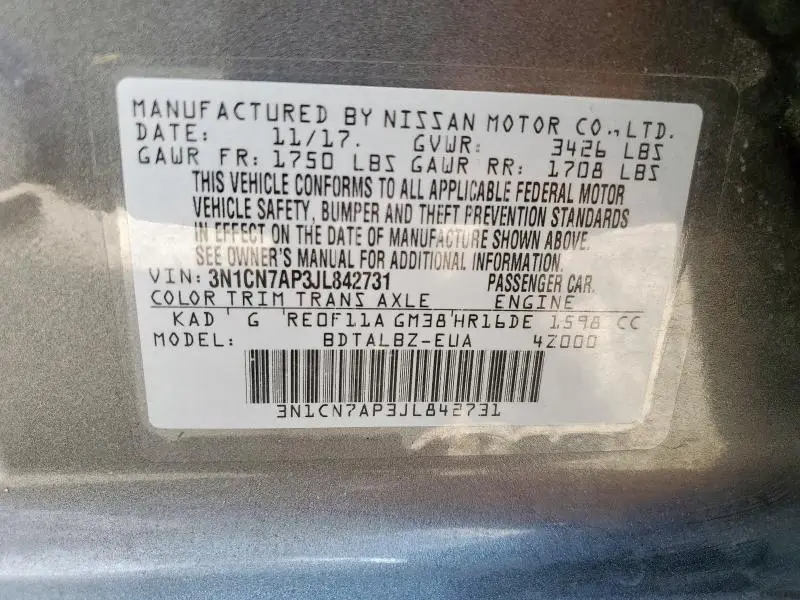 MANUFACTURED BY NISSAN MOTOR CO., LTD.
DATE: 11/17. GVWR: 3426 LBS
GAWR FR: 1750 LBS GAWR RR: 1708 LBS
THIS VEHICLE CONFORMS TO ALL APPLICABLE FEDERAL MOTOR
VEHICLE SAFETY, BUMPER AND THEFT PREVENTION STANDARDS
IN EFFECT ON THE DATE OF MANUFACTURE SHOWN ABOVE.
SEE OWNER'S MANUAL FOR ADDITIONAL INFORMATION.
VIN: 3N1CN7AP3JL842731 PASSENGER CAR.
COLOR TRIM TRANS AXLE ENGINE
KAD ' G 'RE0F11A GM38'HR16DE 1598 CC
MODEL: BDTALBZ-EUA 4Z000
3N1CN7AP3JL842731